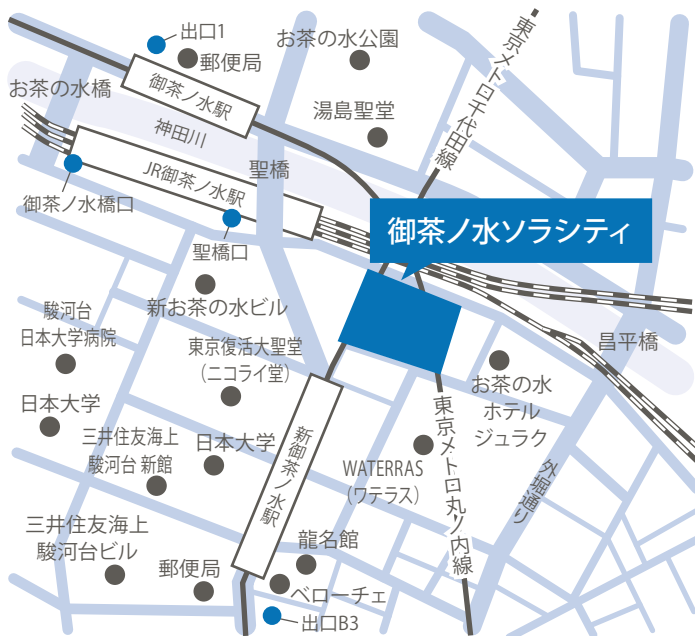 出口1
郵便局
お茶の水公園
東京メトロ千代田線
お茶の水橋
御茶ノ水駅
湯島聖堂
神田川
聖橋
JR御茶ノ水駅
御茶ノ水橋口
聖橋口
御茶ノ水ソラシティ
新お茶の水ビル
駿河台
日本大学病院
東京復活大聖堂
（ニコライ堂）
昌平橋
お茶の水
ホテル
ジュラク
日本大学
三井住友海上
駿河台 新館
日本大学
新御茶ノ水駅
WATERRAS
（ワテラス）
東京メトロ丸ノ内線
外堀通り
三井住友海上
駿河台ビル
郵便局
龍名館
ベローチェ
出口B3